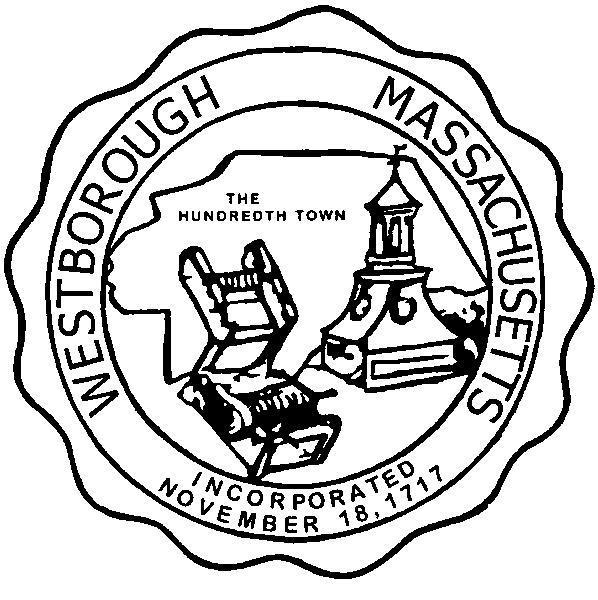 WESTBOROUGH MASSACHUSETTS
THE
HUNDREDTH TOWN
INCORPORATED
NOVEMBER 18, 1717